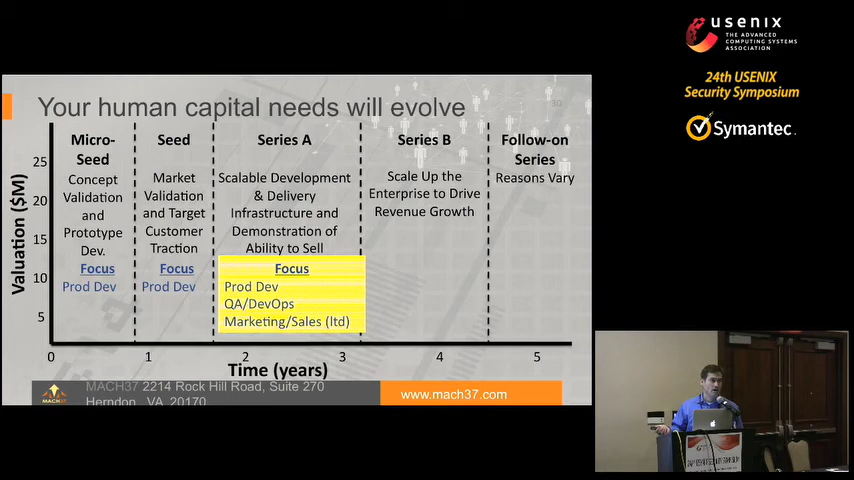 usenix
THE ADVANCED
COMPUTING SYSTEMS
ASSOCIATION
24th USENIX
Security Symposium
Symantec.
Your human capital needs will evolve
30
Micro-
Seed
Concept
Validation
and
Prototype
Dev.
Focus
Prod Dev
Seed
Market
Validation
and Target
Customer
Traction
Focus
Prod Dev
Series A
Scalable Development
& Delivery
Infrastructure and
Demonstration of
Ability to Sell
Focus
Prod Dev
QA/DevOps
Marketing/Sales (ltd)
Series B
Scale Up the
Enterprise to Drive
Revenue Growth
Follow-on
Series
Reasons Vary
Valuation ($M)
25
20
15
10
5
0 1 2 3 4 5
Time (years)
MACH37
MACH37 2214 Rock Hill Road, Suite 270
Herndon, VA, 20170
www.mach37.com